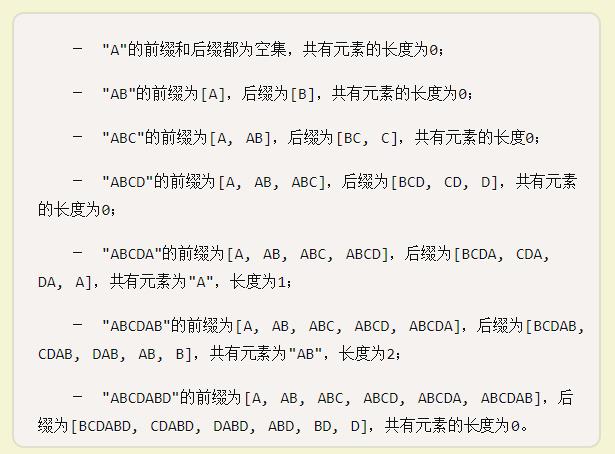 － "A"的前缀和后缀都为空集，共有元素的长度为0；
－ "AB"的前缀为[A]，后缀为[B]，共有元素的长度为0；
－ "ABC"的前缀为[A, AB]，后缀为[BC, C]，共有元素的长度0；
－ "ABCD"的前缀为[A, AB, ABC]，后缀为[BCD, CD, D]，共有元素
的长度为0；
－ "ABCDA"的前缀为[A, AB, ABC, ABCD]，后缀为[BCDA, CDA,
DA, A]，共有元素为"A"，长度为1；
－ "ABCDAB"的前缀为[A, AB, ABC, ABCD, ABCDA]，后缀为[BCDAB,
CDAB, DAB, AB, B]，共有元素为"AB"，长度为2；
－ "ABCDABD"的前缀为[A, AB, ABC, ABCD, ABCDA, ABCDAB]，后
缀为[BCDABD, CDABD, DABD, ABD, BD, D]，共有元素的长度为0。